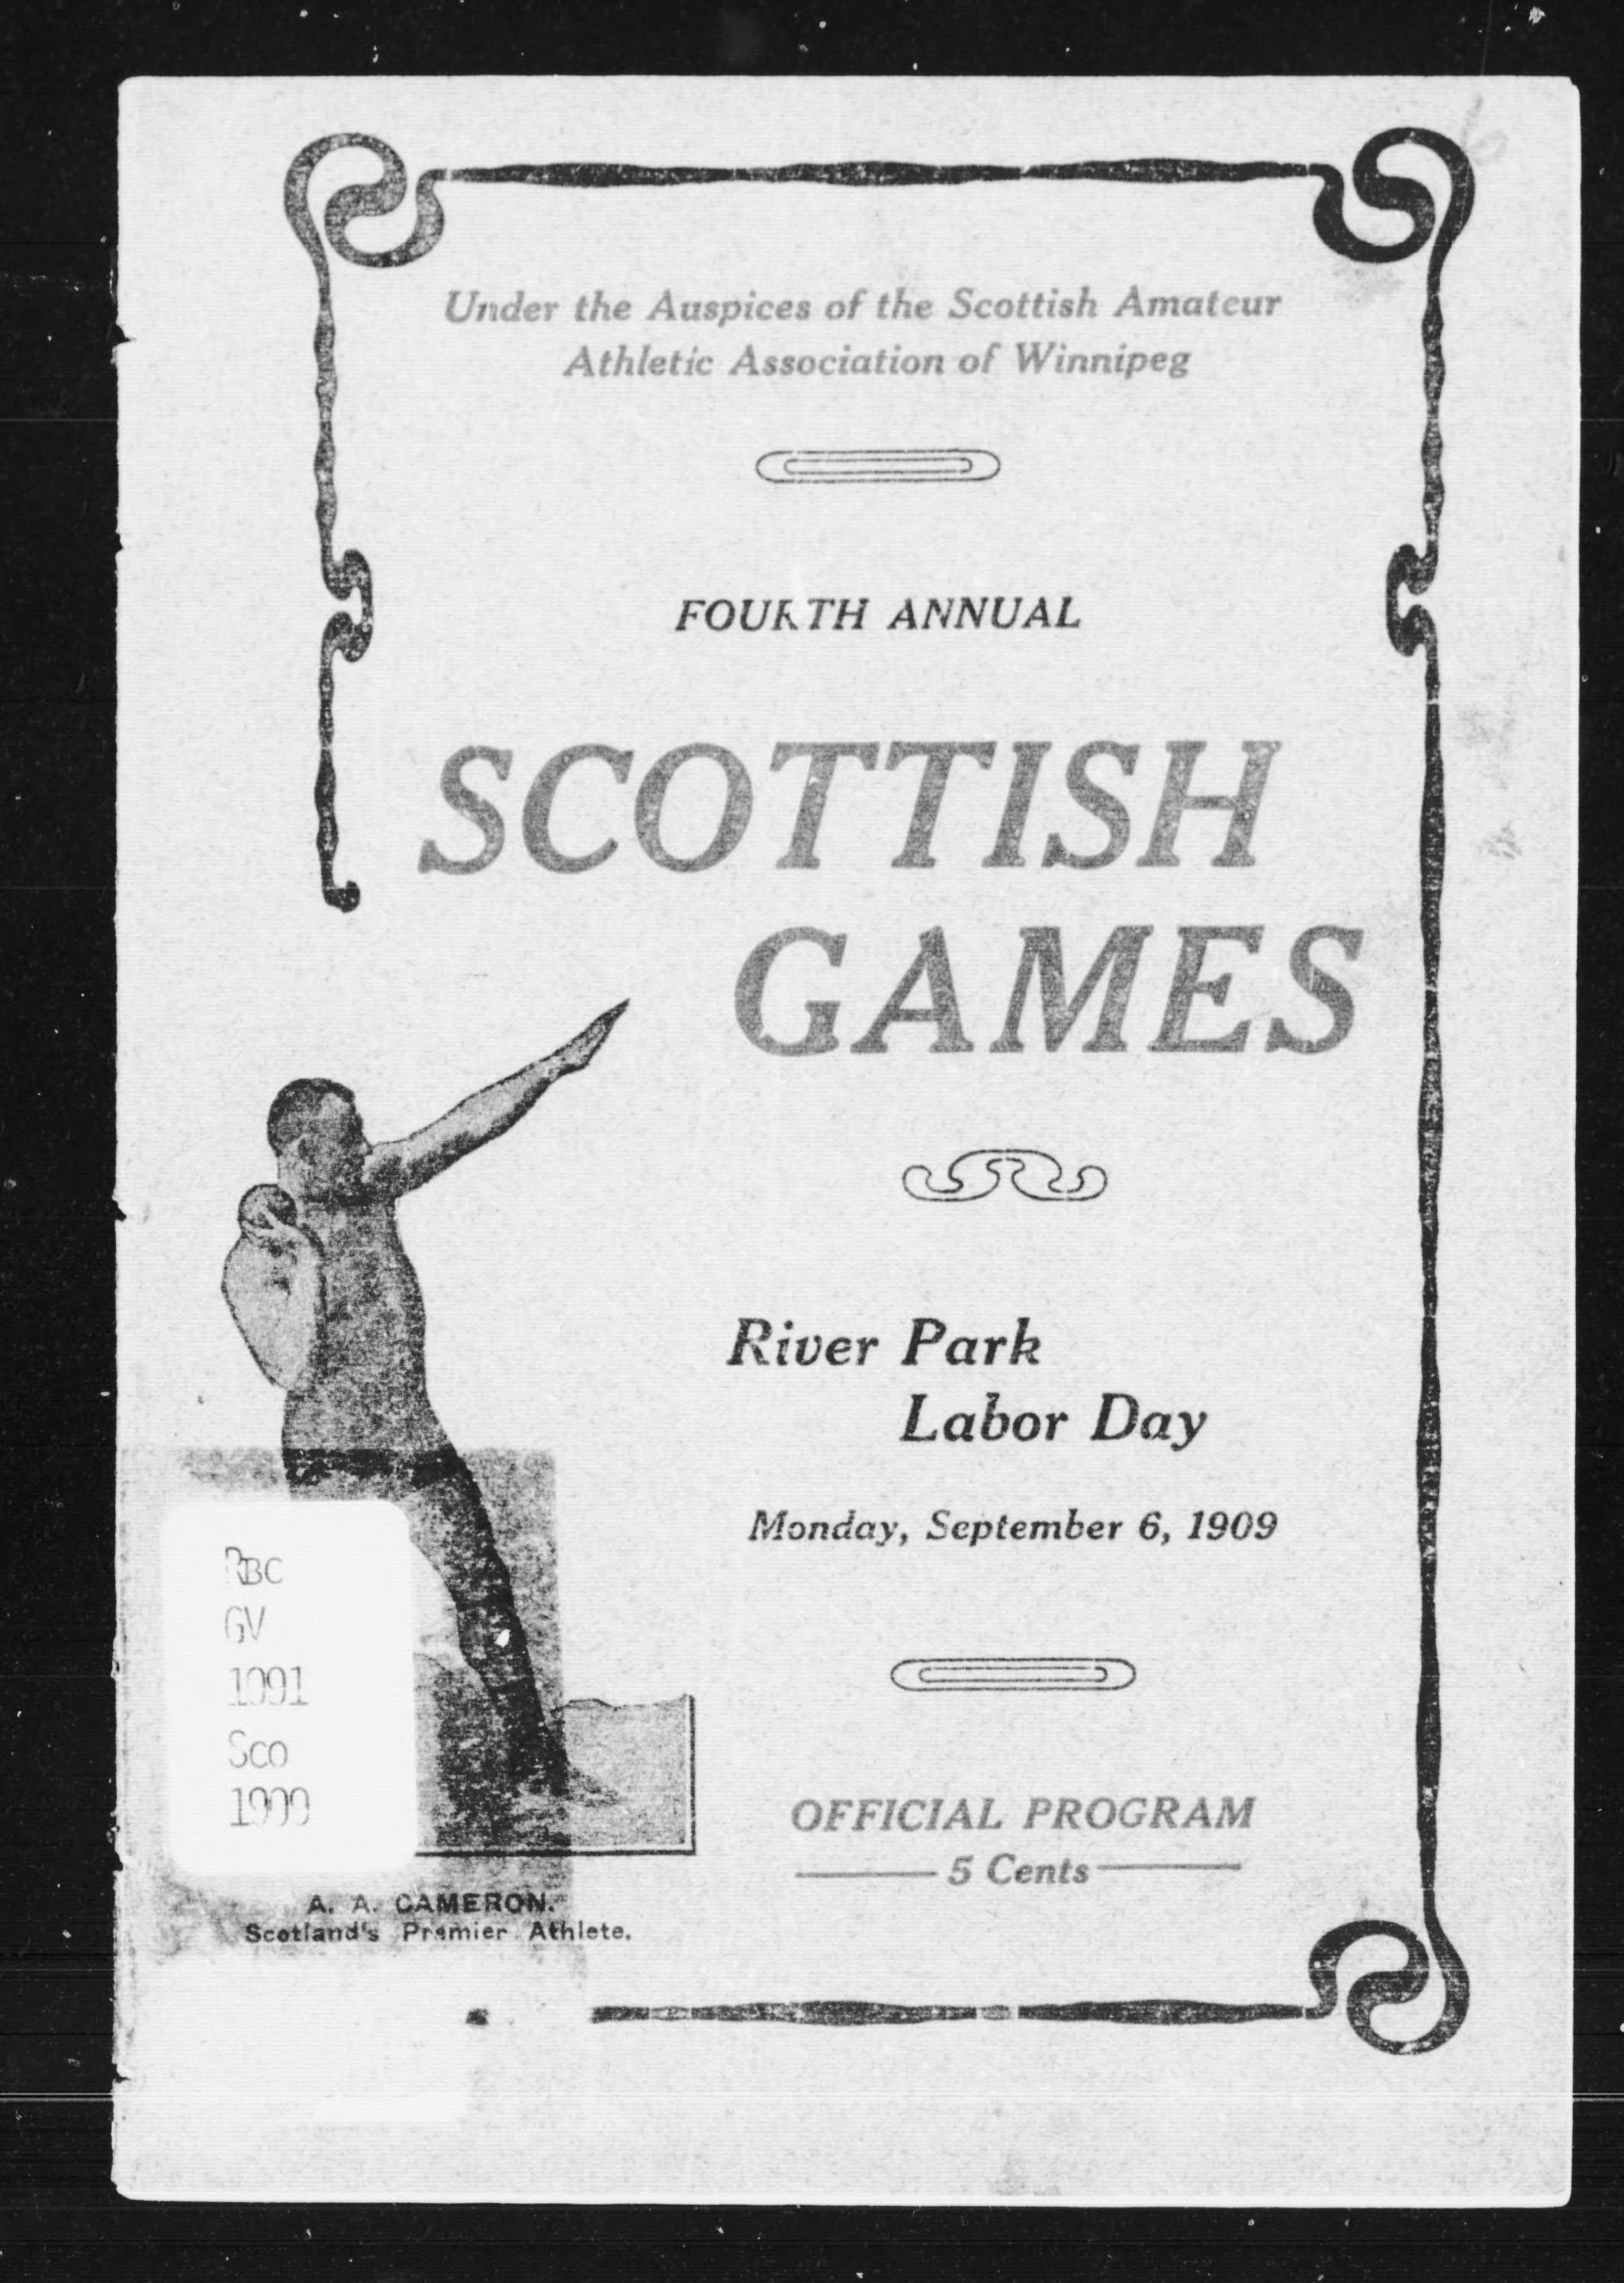 Under the Auspices of the Scottish Amateur
Athletic Association of Winnipeg
FOURTH ANNUAL
SCOTTISH
GAMES
River Park
Labor Day
Monday, September 6, 1909
OFFICIAL PROGRAM
5 Cents
A. A. CAMERON.
Scotland's Premier Athlete.
RBC
GV
1091
Sco
1909